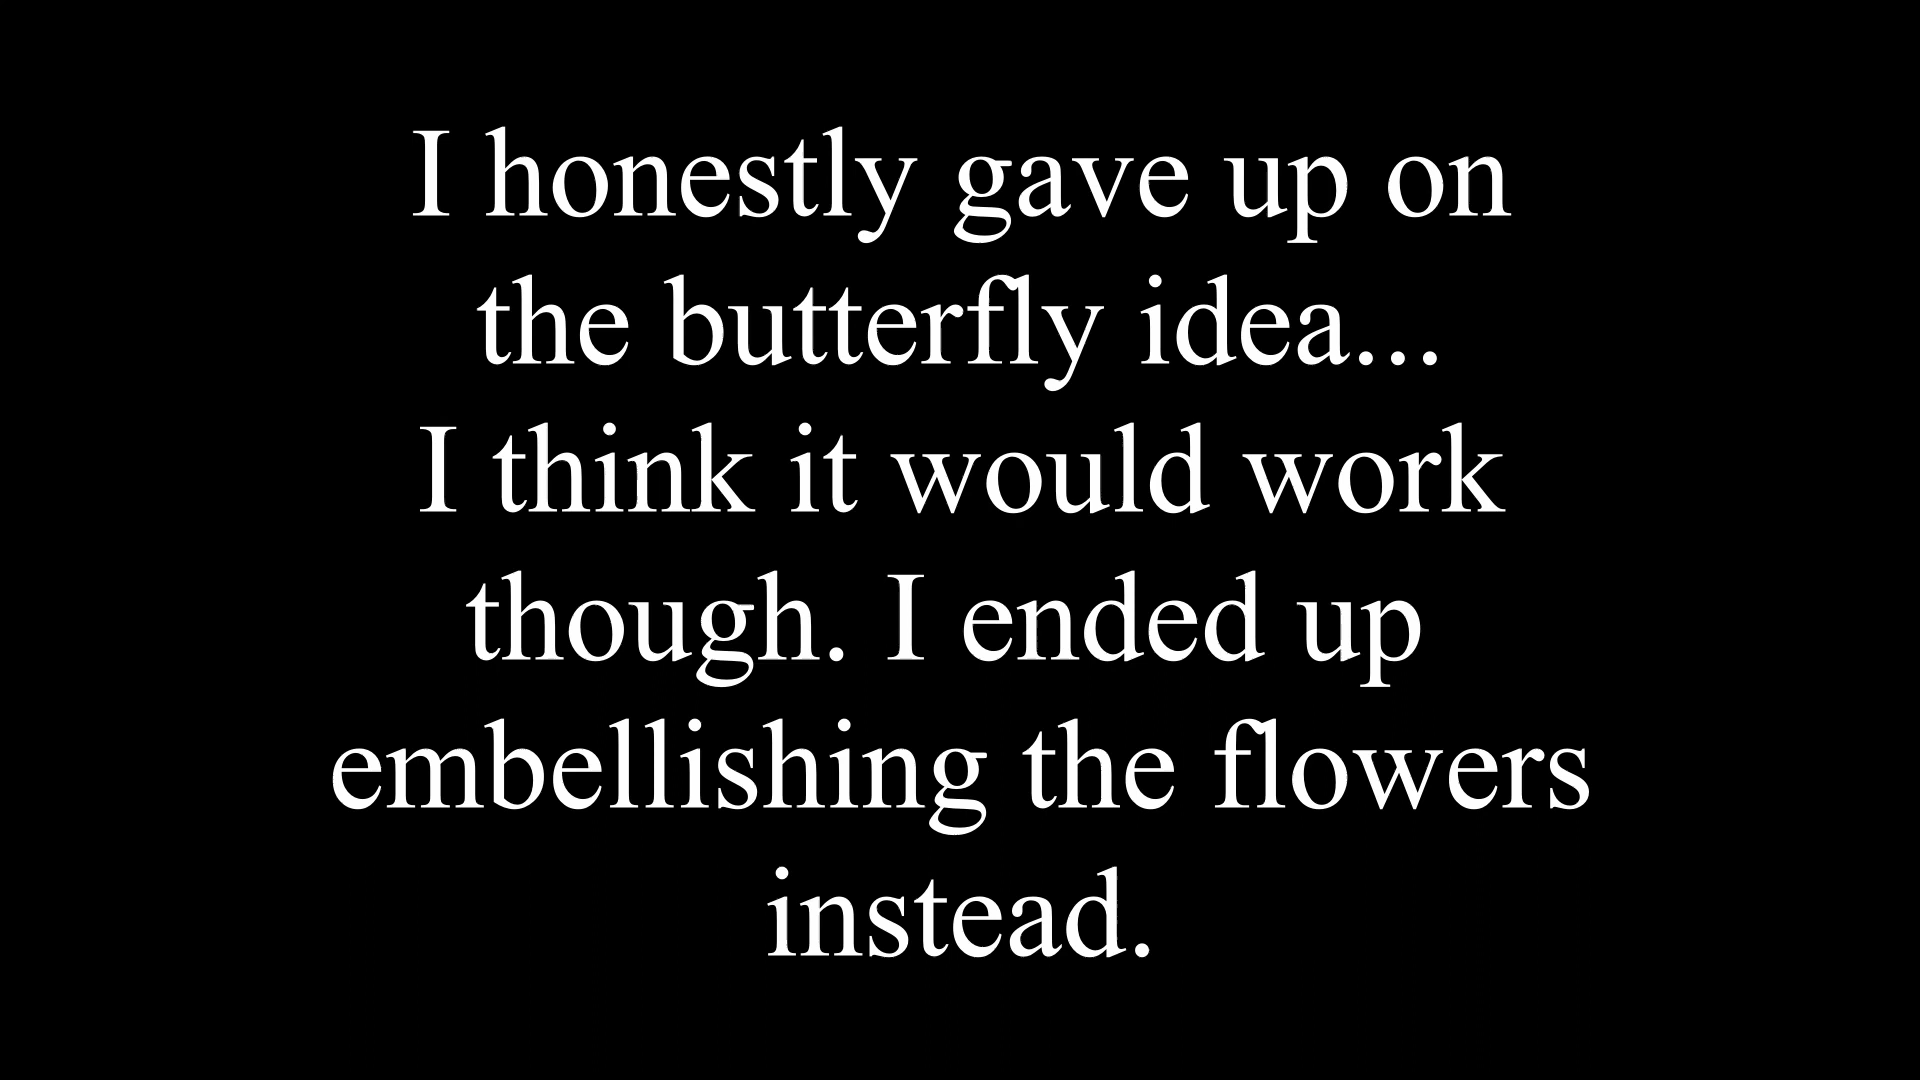 I honestly gave up on
the butterfly idea...
I think it would work
though. I ended up
embellishing the flowers
instead.